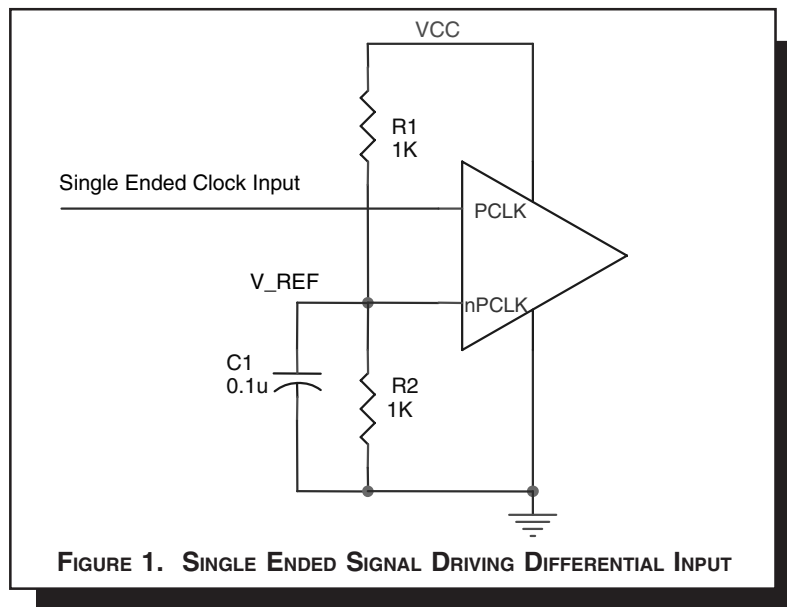 VCC
R1
1K
Single Ended Clock Input
PCLK
V_REF
nPCLK
C1
0.1u
R2
1K
FIGURE 1. SINGLE ENDED SIGNAL DRIVING DIFFERENTIAL INPUT